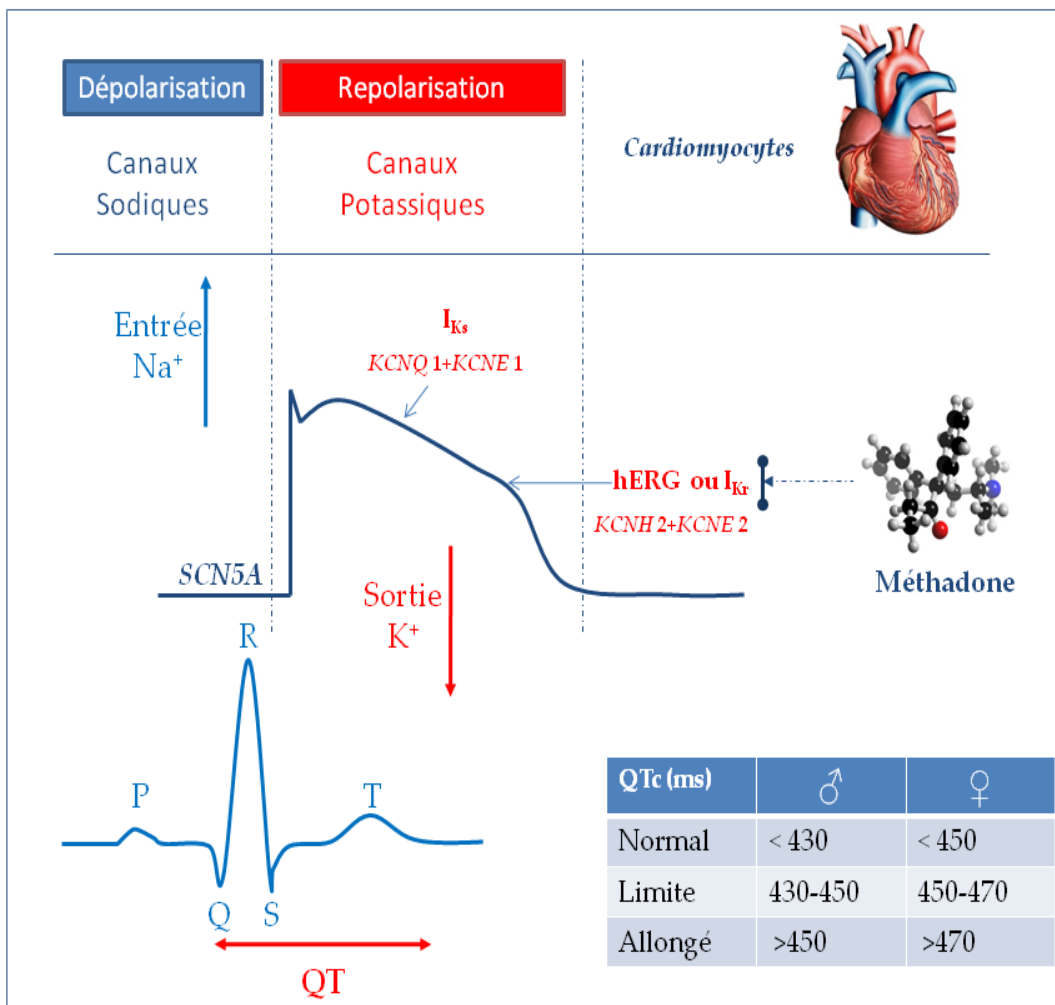 Dépolarisation
Repolarisation
Canaux
Sodiques
Canaux
Potassiques
Cardiomyocytes
Entrée
Na⁺
I_Ks
KCNQ 1+KCNE 1
hERG ou I_Kr
KCNH 2+KCNE 2
SCN5A
Sortie
K⁺
Méthadone
R
P
T
Q
S
QT
QTc (ms) ♂ ♀
Normal < 430 < 450
Limite 430-450 450-470
Allongé >450 >470